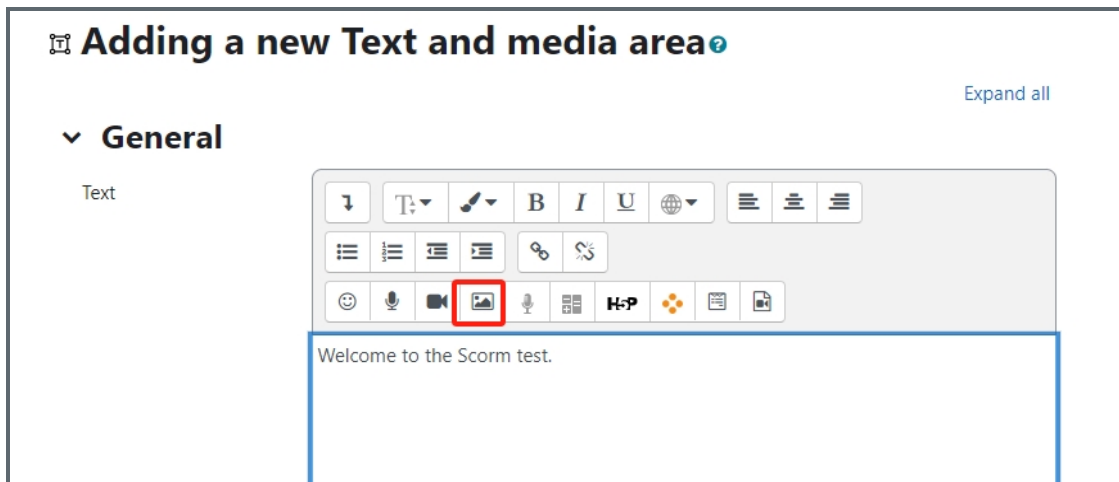 Adding a new Text and media area
Expand all
General
Text
B I U
H5P
Welcome to the Scorm test.